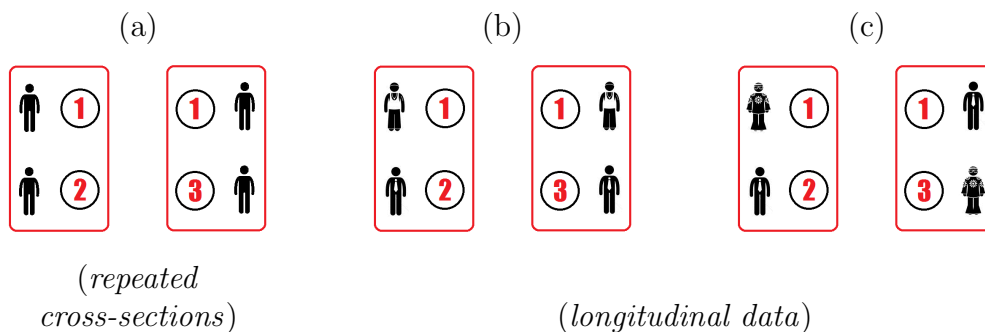 (a) (b) (c)
1 1 1 1 1 1
2 3 2 3 2 3
(repeated
cross-sections) (longitudinal data)